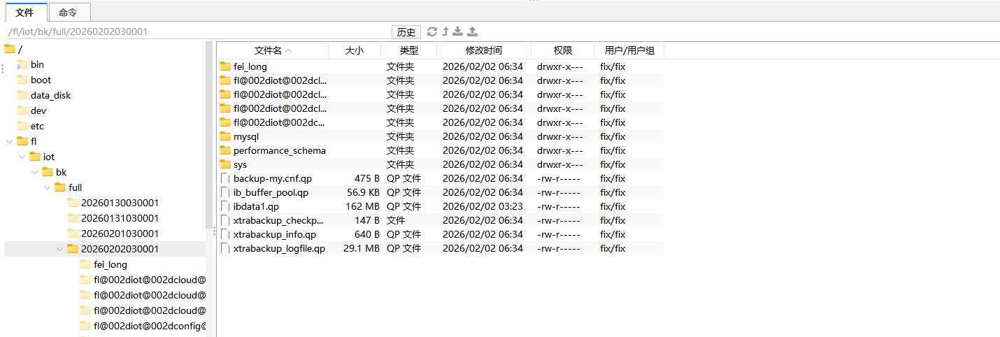 文件 命令
/fl/iot/bk/full/20260202030001 历史
/
bin
boot
data_disk
dev
etc
fl
iot
bk
full
20260130030001
20260131030001
20260201030001
20260202030001
fei_long
fl@002diot@002dcloud@
fl@002diot@002dcloud@
fl@002diot@002dcloud@
fl@002diot@002dconfig@
文件名 大小 类型 修改时间 权限 用户/用户组
fei_long 文件夹 2026/02/02 06:34 drwxr-x--- fix/fix
fl@002diot@002dcl... 文件夹 2026/02/02 06:34 drwxr-x--- fix/fix
fl@002diot@002dcl... 文件夹 2026/02/02 06:34 drwxr-x--- fix/fix
fl@002diot@002dcl... 文件夹 2026/02/02 06:34 drwxr-x--- fix/fix
fl@002diot@002dc... 文件夹 2026/02/02 06:34 drwxr-x--- fix/fix
mysql 文件夹 2026/02/02 06:34 drwxr-x--- fix/fix
performance_schema 文件夹 2026/02/02 06:34 drwxr-x--- fix/fix
sys 文件夹 2026/02/02 06:34 drwxr-x--- fix/fix
backup-my.cnf.qp 475 B QP 文件 2026/02/02 06:34 -rw-r----- fix/fix
ib_buffer_pool.qp 56.9 KB QP 文件 2026/02/02 06:34 -rw-r----- fix/fix
ibdata1.qp 162 MB QP 文件 2026/02/02 03:23 -rw-r----- fix/fix
xtrabackup_checkp... 147 B 文件 2026/02/02 06:34 -rw-r----- fix/fix
xtrabackup_info.qp 640 B QP 文件 2026/02/02 06:34 -rw-r----- fix/fix
xtrabackup_logfile.qp 29.1 MB QP 文件 2026/02/02 06:34 -rw-r----- fix/fix